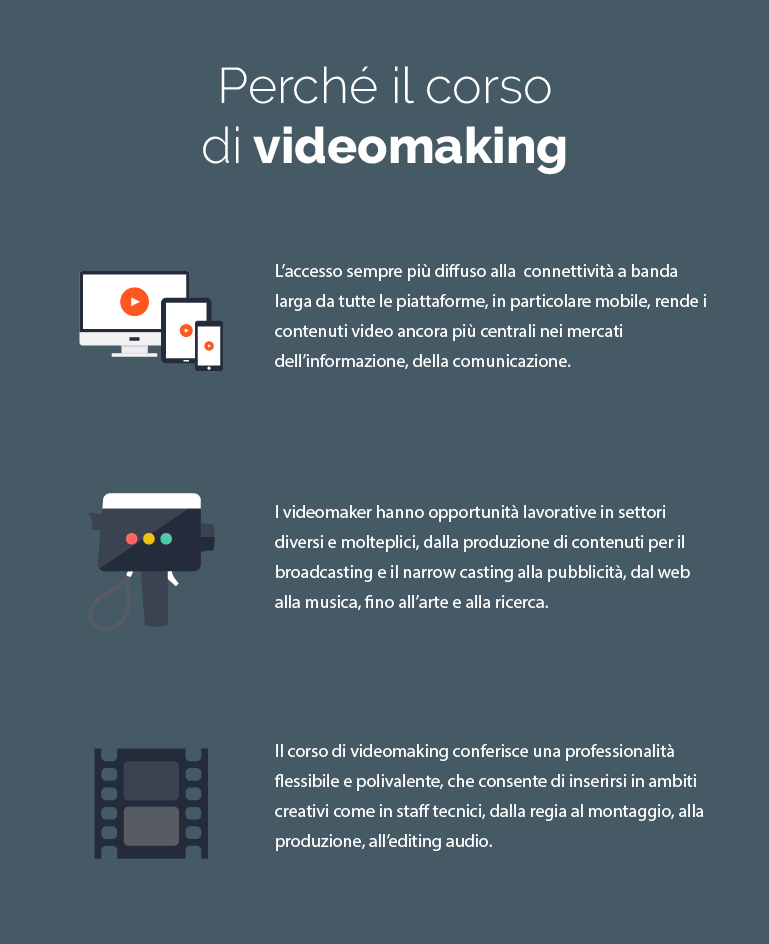 Perché il corso
di videomaking
L’accesso sempre più diffuso alla  connettività a banda
larga da tutte le piattaforme, in particolare mobile, rende i
contenuti video ancora più centrali nei mercati
dell’informazione, della comunicazione.
I videomaker hanno opportunità lavorative in settori
diversi e molteplici, dalla produzione di contenuti per il
broadcasting e il narrow casting alla pubblicità, dal web
alla musica, fino all’arte e alla ricerca.
Il corso di videomaking conferisce una professionalità
flessibile e polivalente, che consente di inserirsi in ambiti
creativi come in staff tecnici, dalla regia al montaggio, alla
produzione, all’editing audio.